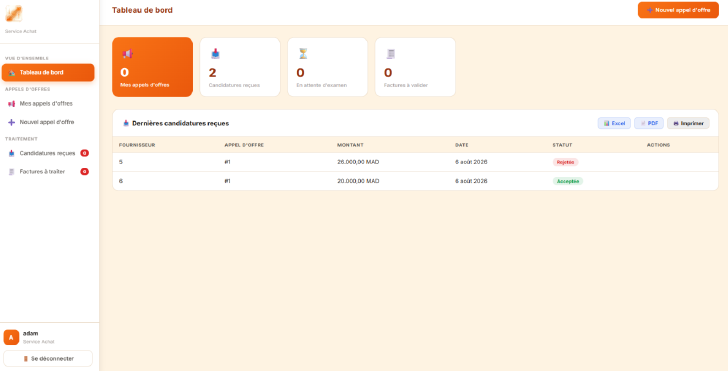 Service Achat
VUE D'ENSEMBLE
Tableau de bord
APPELS D'OFFRES
Mes appels d'offres
Nouvel appel d'offre
TRAITEMENT
Candidatures reçues 0
Factures à traiter 0
A
adam
Service Achat
Se déconnecter
Tableau de bord
Nouvel appel d'offre
0
Mes appels d'offres
2
Candidatures reçues
0
En attente d'examen
0
Factures à valider
Dernières candidatures reçues
Excel
PDF
Imprimer
FOURNISSEUR APPEL D'OFFRE MONTANT DATE STATUT ACTIONS
5 #1 26.000,00 MAD 6 août 2026 Rejetée
6 #1 20.000,00 MAD 6 août 2026 Acceptée